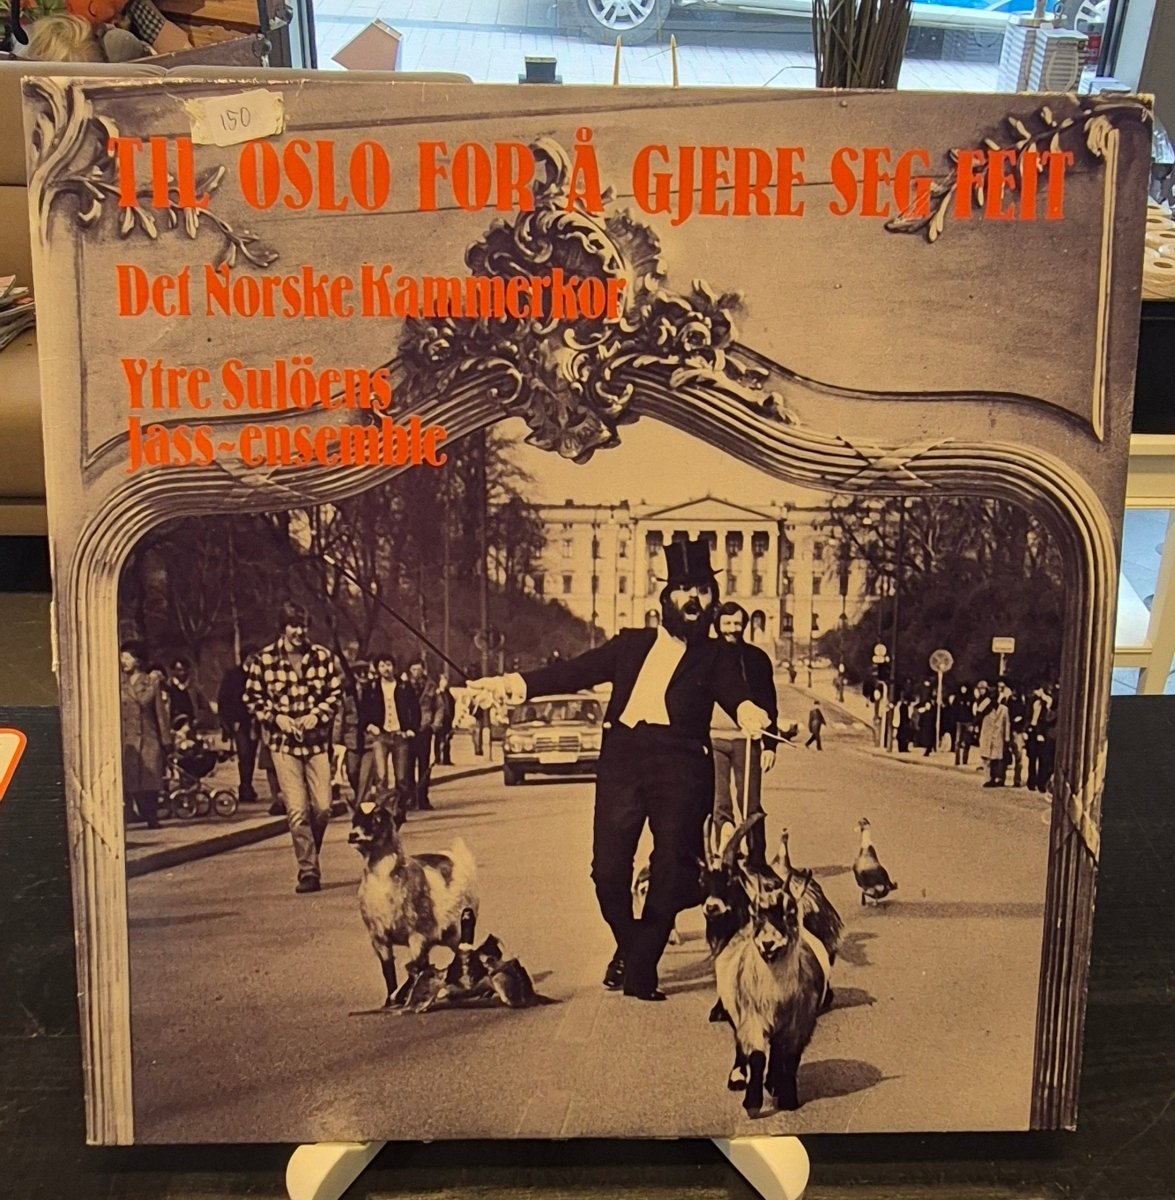 150
TIL OSLO FOR Å GJERE SEG FEIT
Det Norske Kammerkor
Ytre Sulöens
Jass-ensemble